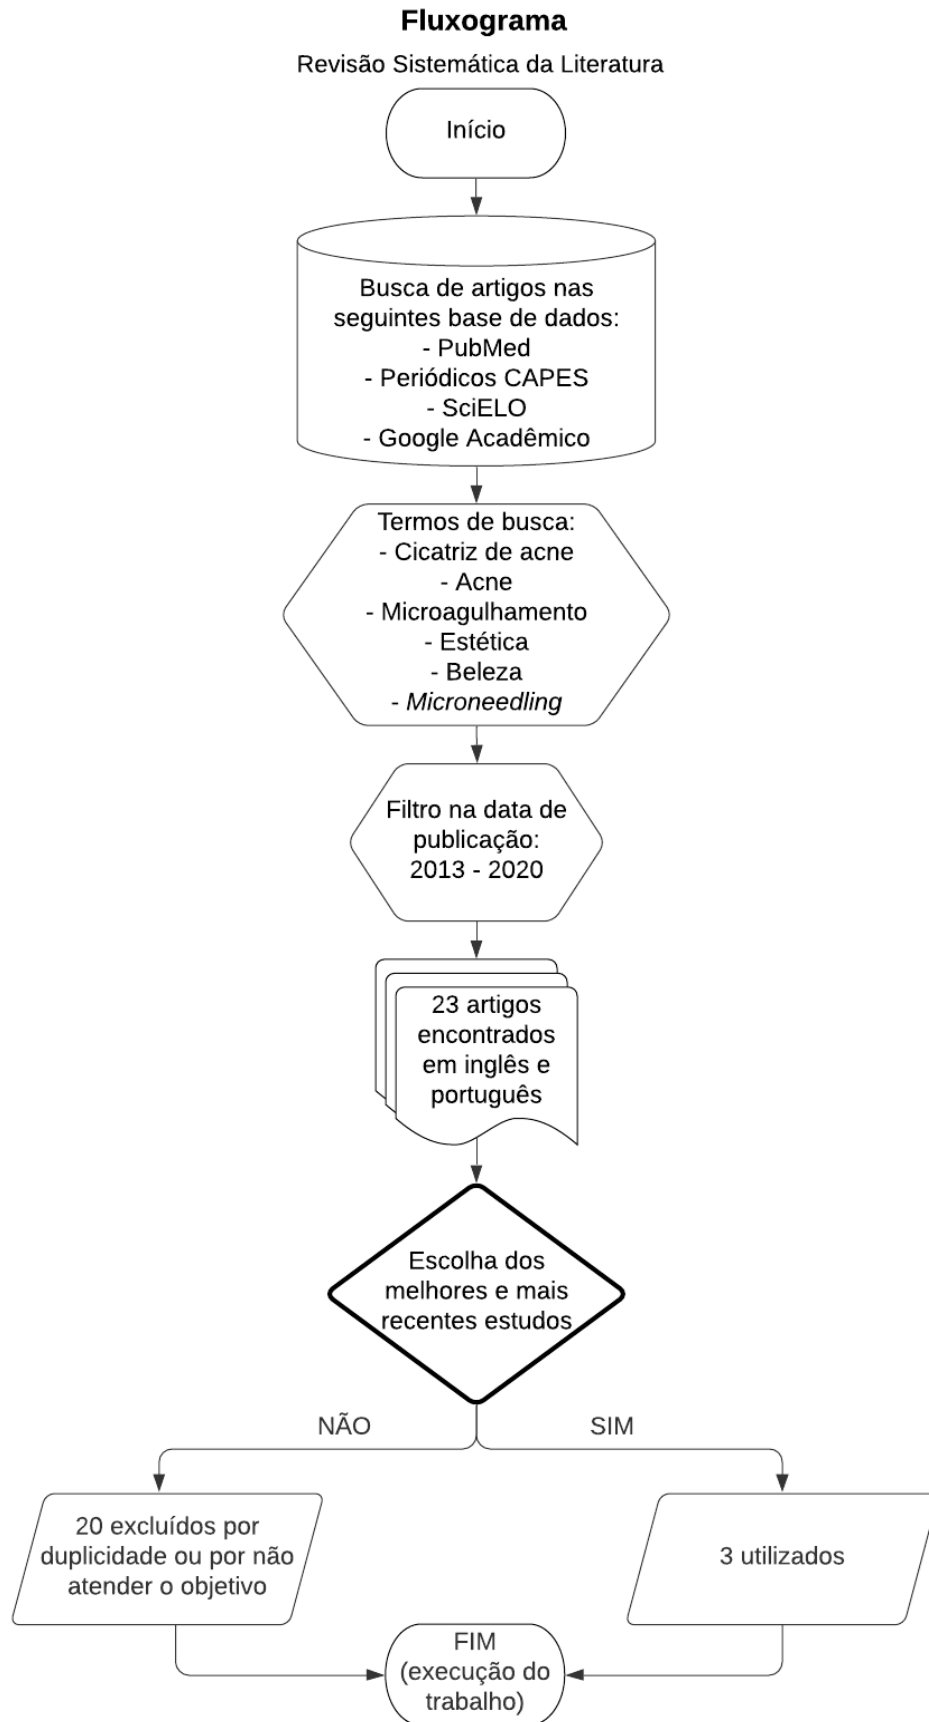 Fluxograma
Revisão Sistemática da Literatura
Início
Busca de artigos nas
seguintes base de dados:
- PubMed
- Periódicos CAPES
- SciELO
- Google Acadêmico
Termos de busca:
- Cicatriz de acne
- Acne
- Microagulhamento
- Estética
- Beleza
- Microneedling
Filtro na data de
publicação:
2013 - 2020
23 artigos
encontrados
em inglês e
português
Escolha dos
melhores e mais
recentes estudos
NÃO
SIM
20 excluídos por
duplicidade ou por não
atender o objetivo
3 utilizados
FIM
(execução do
trabalho)